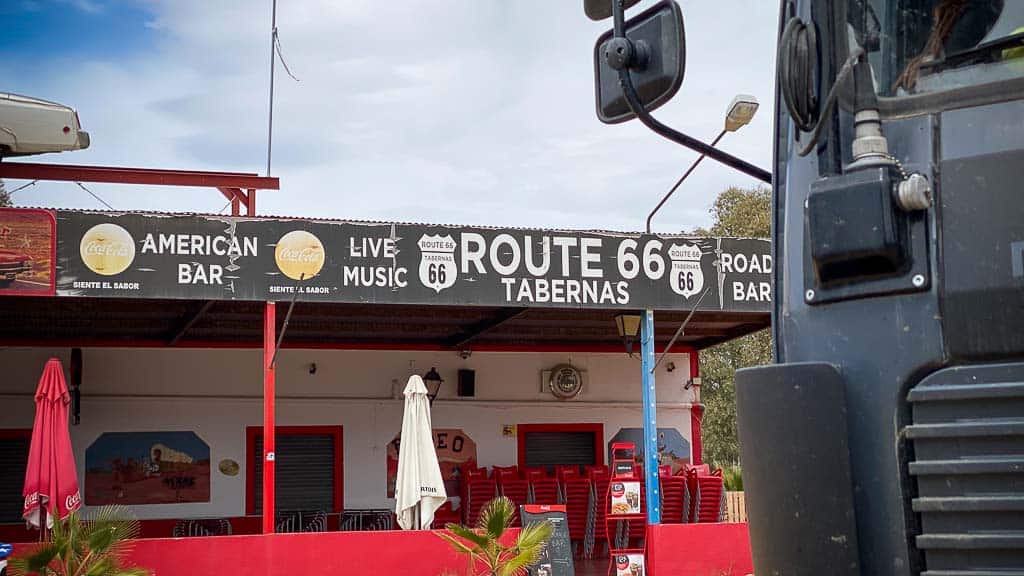 Coca-Cola
SIENTE EL SABOR
AMERICAN
BAR
Coca-Cola
SIENTE EL SABOR
LIVE
MUSIC
ROUTE 66
TABERNAS
66
ROUTE 66
TABERNAS
ROUTE 66
TABERNAS
66
ROAD
BAR
Coca-Cola